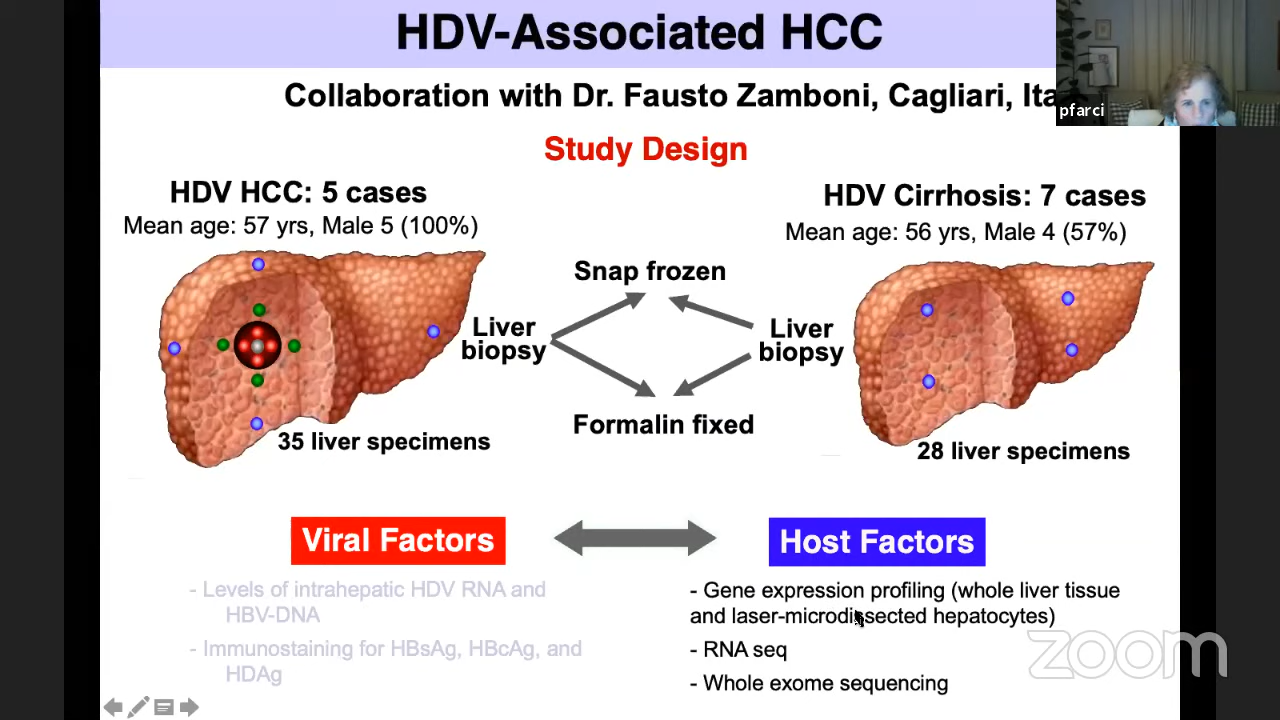 HDV-Associated HCC
Collaboration with Dr. Fausto Zamboni, Cagliari, Ita
pfarci
Study Design
HDV HCC: 5 cases
Mean age: 57 yrs, Male 5 (100%)
HDV Cirrhosis: 7 cases
Mean age: 56 yrs, Male 4 (57%)
Snap frozen
Liver
biopsy
Liver
biopsy
Formalin fixed
35 liver specimens
28 liver specimens
Viral Factors
Host Factors
- Levels of intrahepatic HDV RNA and
HBV-DNA
- Immunostaining for HBsAg, HBcAg, and
HDAg
- Gene expression profiling (whole liver tissue
and laser-microdissected hepatocytes)
- RNA seq
- Whole exome sequencing
zoom